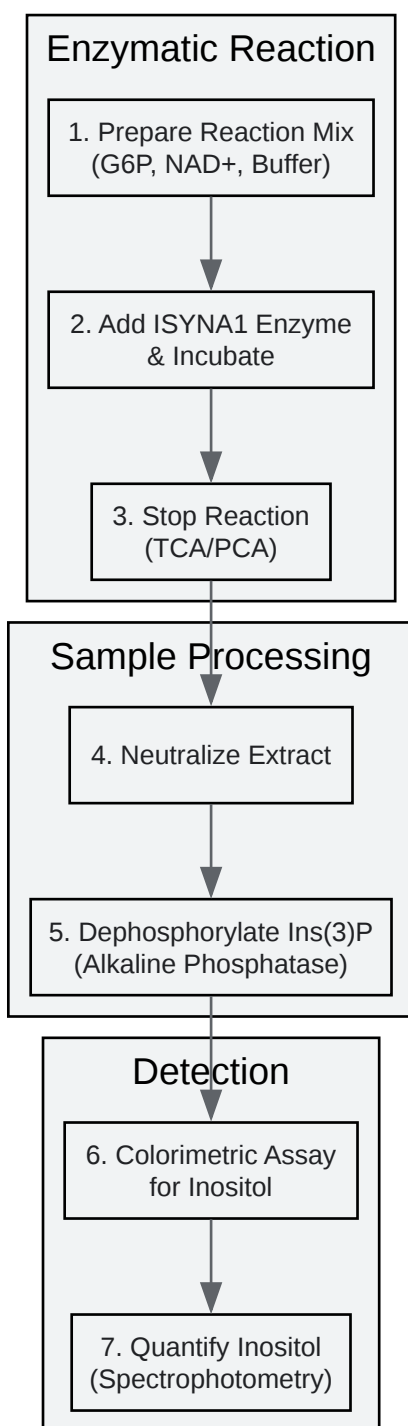 Enzymatic Reaction
1. Prepare Reaction Mix
(G6P, NAD+, Buffer)
2. Add ISYNA1 Enzyme
& Incubate
3. Stop Reaction
(TCA/PCA)
Sample Processing
4. Neutralize Extract
5. Dephosphorylate Ins(3)P
(Alkaline Phosphatase)
Detection
6. Colorimetric Assay
for Inositol
7. Quantify Inositol
(Spectrophotometry)